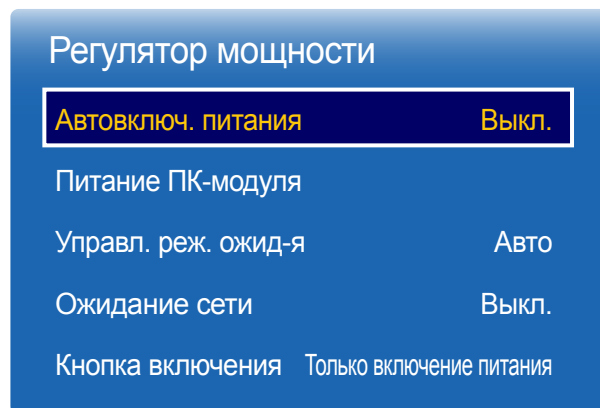 Регулятор мощности
Автовключ. питания Выкл.
Питание ПК-модуля
Управл. реж. ожид-я Авто
Ожидание сети Выкл.
Кнопка включения Только включение питания